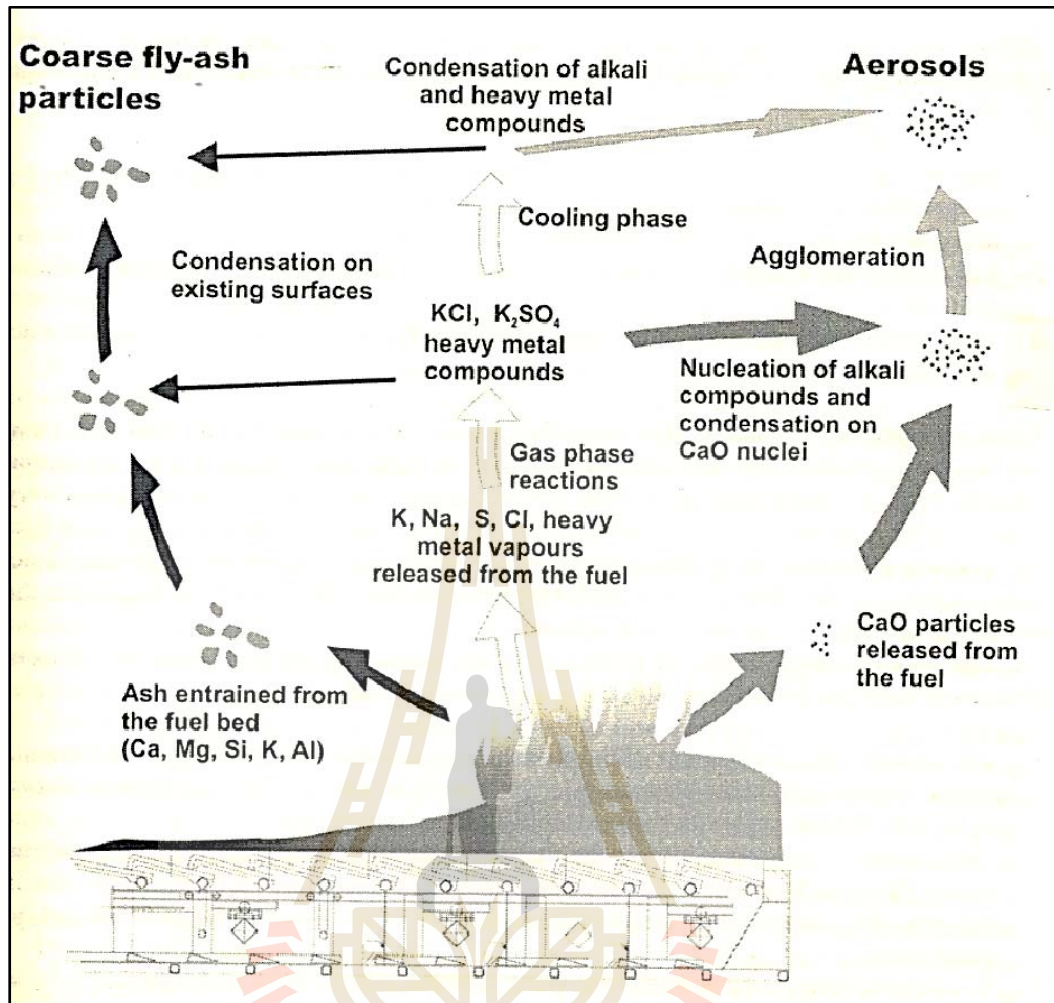 Coarse fly-ash
particles
Condensation of alkali
and heavy metal
compounds
Aerosols
Cooling phase
Condensation on
existing surfaces
Agglomeration
KCl, K₂SO₄
heavy metal
compounds
Nucleation of alkali
compounds and
condensation on
CaO nuclei
Gas phase
reactions
K, Na, S, Cl, heavy
metal vapours
released from the fuel
CaO particles
released from
the fuel
Ash entrained from
the fuel bed
(Ca, Mg, Si, K, Al)